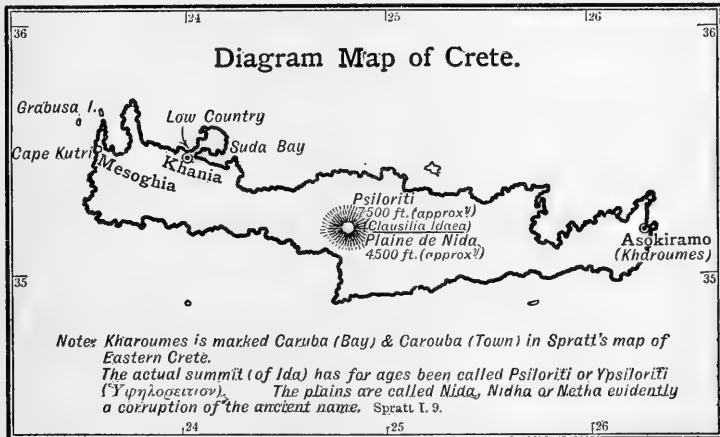 24 25 26
36 36
Diagram Map of Crete.
Grabusa I.
Low Country
Suda Bay
Cape Kutri
Mesoghia
Khania
Psiloriti
7500 ft. (approxʸ)
(Clausilia Idaea)
Plaine de Nida,
4500 ft. (approxʸ)
Asokiramo
(Kharoumes)
35 35
Note: Kharoumes is marked Caruba (Bay) & Carouba (Town) in Spratt's map of
Eastern Crete.
The actual summit (of Ida) has for ages been called Psiloriti or Ypsiloriti
(Ὑψηλορειτιον). The plains are called Nida, Nidha or Netha evidently
a corruption of the ancient name. Spratt I. 9.
24 25 26